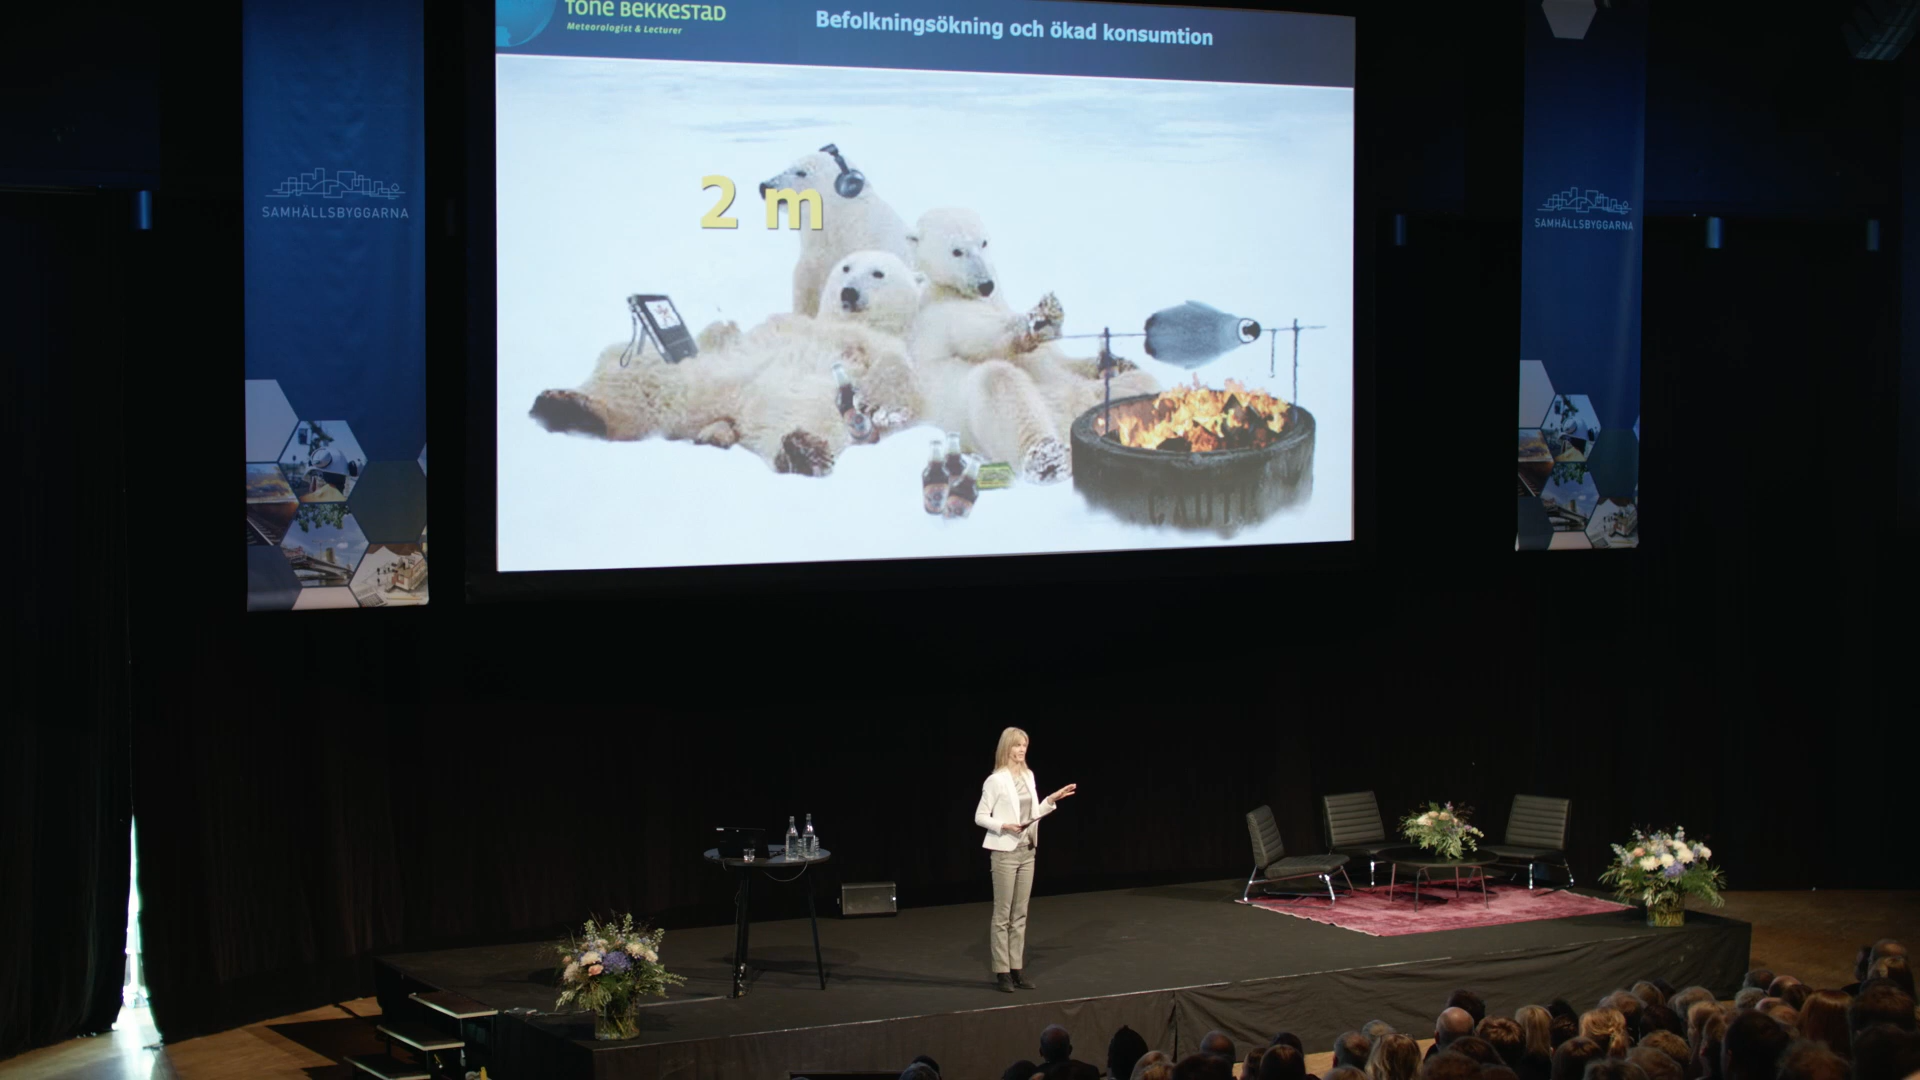 TONE BEKKESTAD
Meteorologist & Lecturer
Befolkningsökning och ökad konsumtion
2 m
SAMHÄLLSBYGGARNA
SAMHÄLLSBYGGARNA